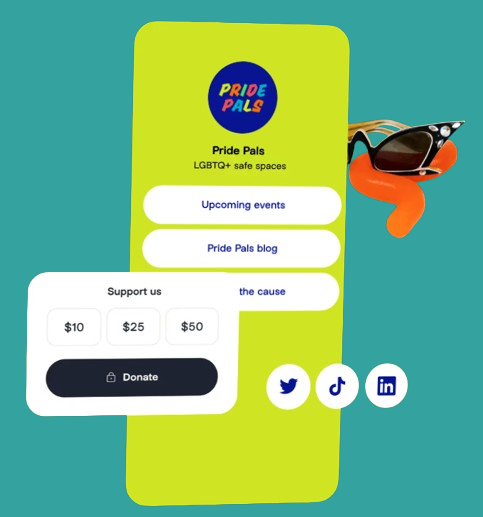 PRIDE
PALS
Pride Pals
LGBTQ+ safe spaces
Upcoming events
Pride Pals blog
the cause
Support us
$10 $25 $50
Donate
in